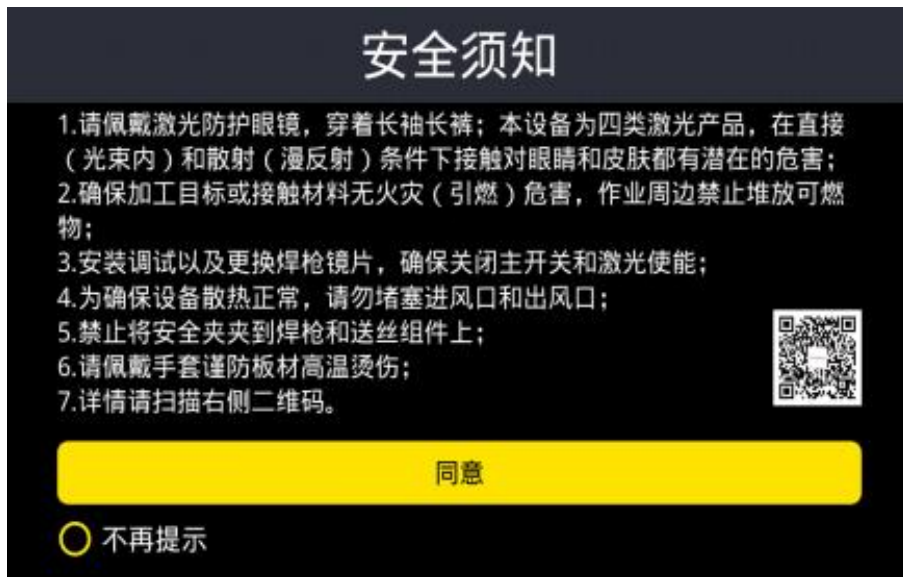 安全须知
1.请佩戴激光防护眼镜，穿着长袖长裤；本设备为四类激光产品，在直接
（光束内）和散射（漫反射）条件下接触对眼睛和皮肤都有潜在的危害；
2.确保加工目标或接触材料无火灾（引燃）危害，作业周边禁止堆放可燃
物；
3.安装调试以及更换焊枪镜片，确保关闭主开关和激光使能；
4.为确保设备散热正常，请勿堵塞进风口和出风口；
5.禁止将安全夹夹到焊枪和送丝组件上；
6.请佩戴手套谨防板材高温烫伤；
7.详情请扫描右侧二维码。
同意
不再提示